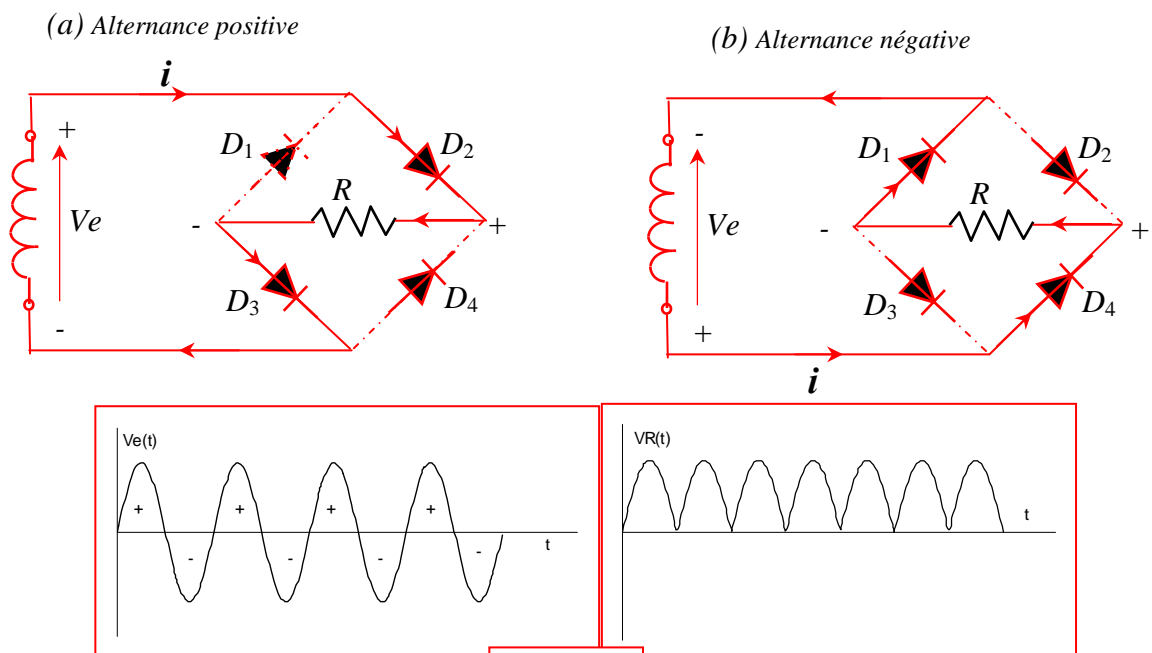 (a) Alternance positive
(b) Alternance négative
i
+
D1
D2
R
Ve
-
+
D3
D4
-
-
D1
D2
R
Ve
-
+
D3
D4
+
i
Ve(t)
+ + + +
- - - -
t
VR(t)
t